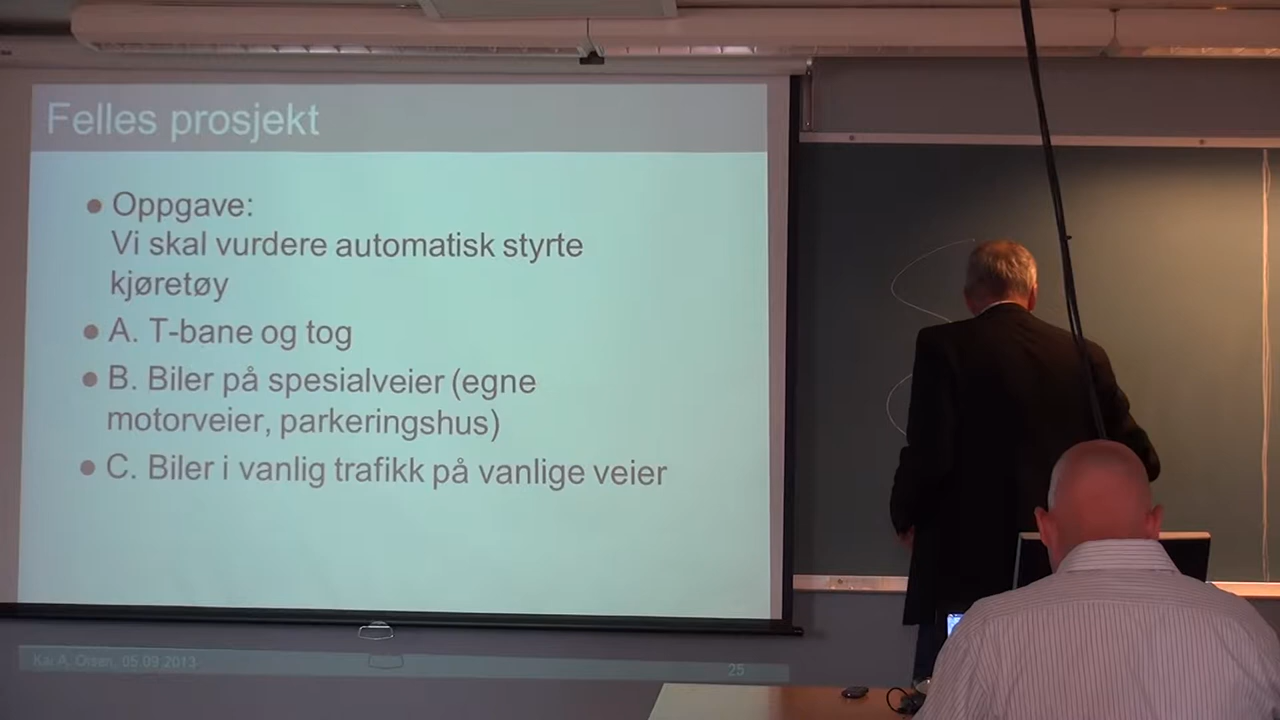 Felles prosjekt
• Oppgave:
Vi skal vurdere automatisk styrte
kjøretøy
• A. T-bane og tog
• B. Biler på spesialveier (egne
motorveier, parkeringshus)
• C. Biler i vanlig trafikk på vanlige veier
Kai A. Olsen, 05.09.2013
25